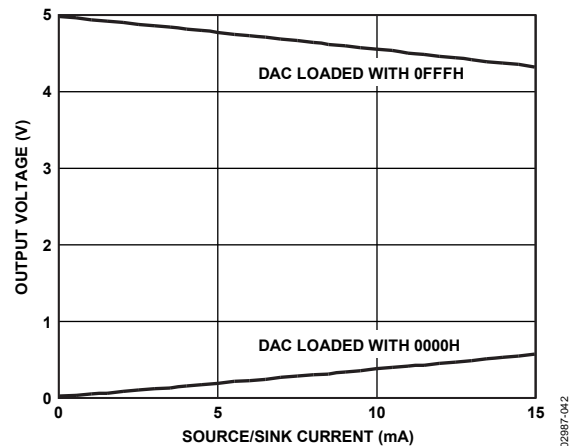 5
4
3
2
1
0
OUTPUT VOLTAGE (V)
DAC LOADED WITH 0FFFH
DAC LOADED WITH 0000H
0 5 10 15
SOURCE/SINK CURRENT (mA)
02987-042